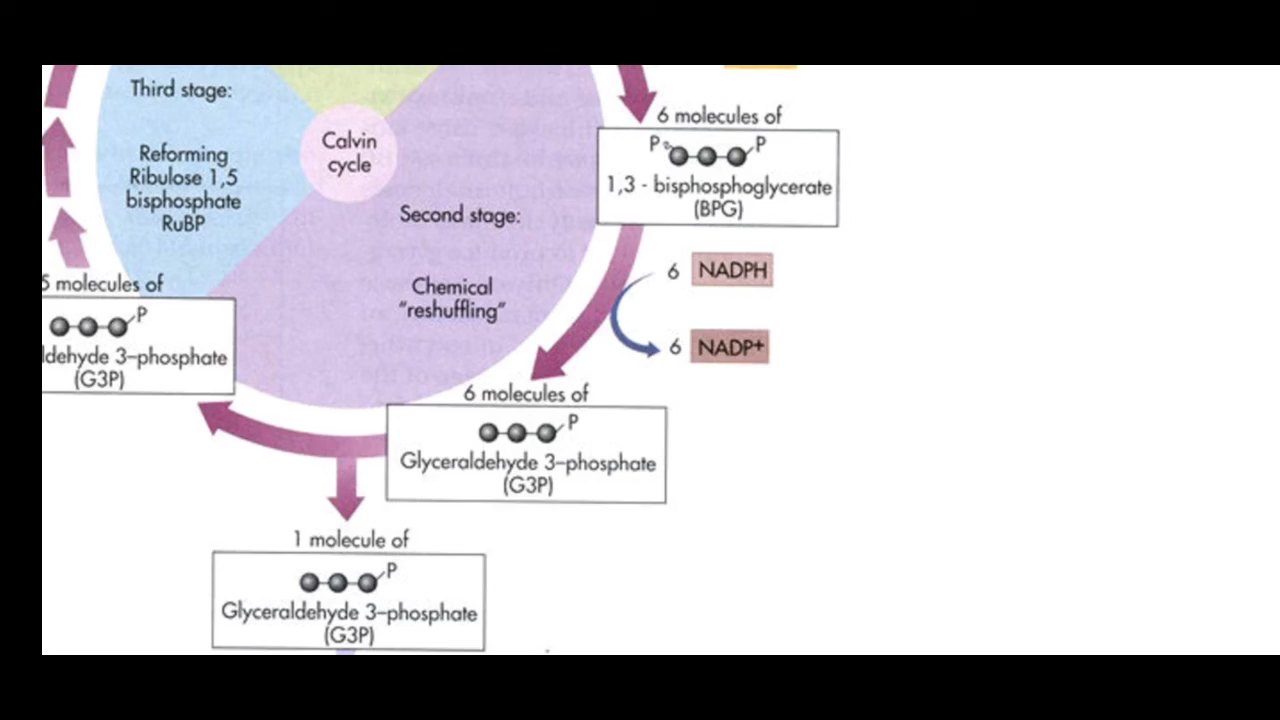 Third stage:
Reforming
Ribulose 1,5
bisphosphate
RuBP
Calvin
cycle
Second stage:
Chemical
“reshuffling”
6 molecules of
P P
1,3 - bisphosphoglycerate
(BPG)
6 NADPH
6 NADP+
6 molecules of
P
Glyceraldehyde 3–phosphate
(G3P)
5 molecules of
P
ldehyde 3–phosphate
(G3P)
1 molecule of
P
Glyceraldehyde 3–phosphate
(G3P)